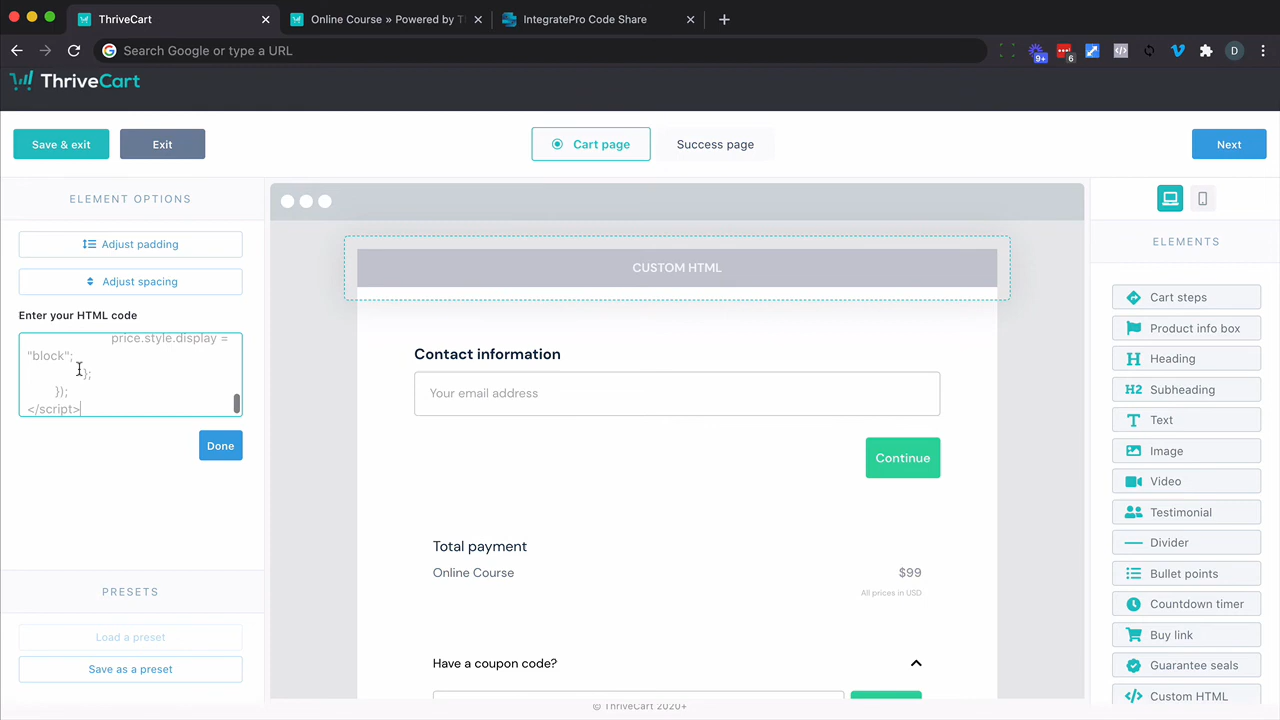 ThriveCart
Online Course » Powered by T
IntegratePro Code Share
Search Google or type a URL
9+
6
D
ThriveCart
Save & exit
Exit
Cart page
Success page
Next
ELEMENT OPTIONS
Adjust padding
Adjust spacing
Enter your HTML code
price.style.display =
"block";
};
});
</script>
Done
PRESETS
Load a preset
Save as a preset
CUSTOM HTML
Contact information
Your email address
Continue
Total payment
Online Course
$99
All prices in USD
Have a coupon code?
© ThriveCart 2020+
ELEMENTS
Cart steps
Product info box
H Heading
H2 Subheading
T Text
Image
Video
Testimonial
Divider
Bullet points
Countdown timer
Buy link
Guarantee seals
</> Custom HTML